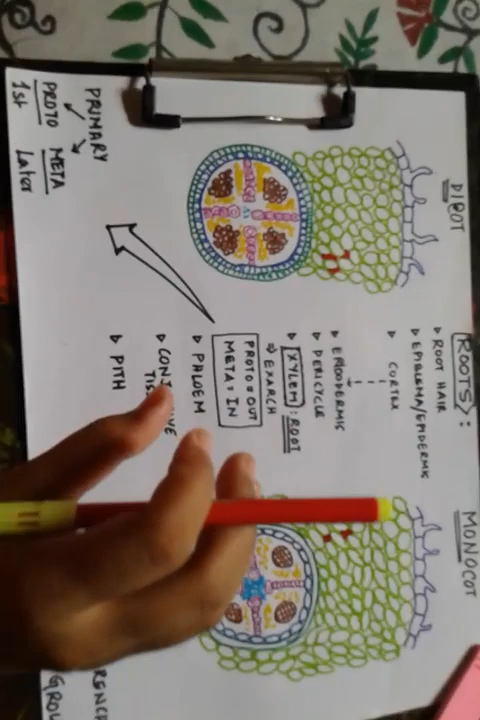 ROOTS:
DICOT
MONOCOT
▷ ROOT HAIR
▷ EPIBLEMA/EPIDERMIS
▷ CORTEX
▷ ENDODERMIS
▷ PERICYCLE
▷ XYLEM: ROOT
⇒ EXARCH
PROTO = OUT
META = IN
▷ PHLOEM
▷ PITH
PRIMARY
PROTO META
1st Later